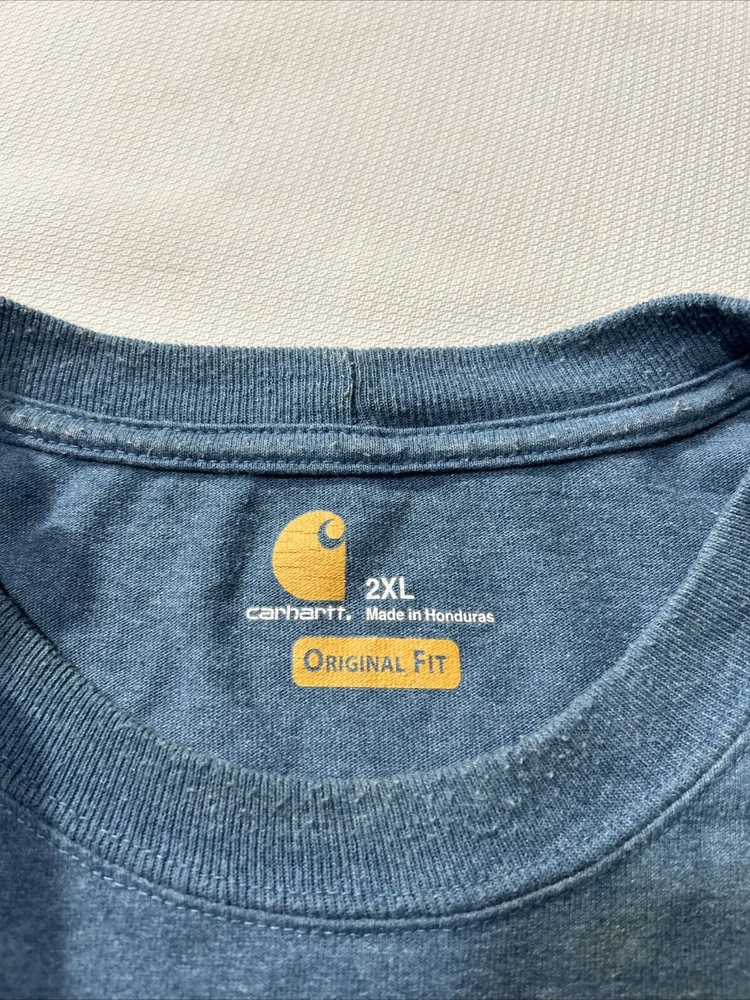 2XL
carhartt. Made in Honduras
ORIGINAL FIT